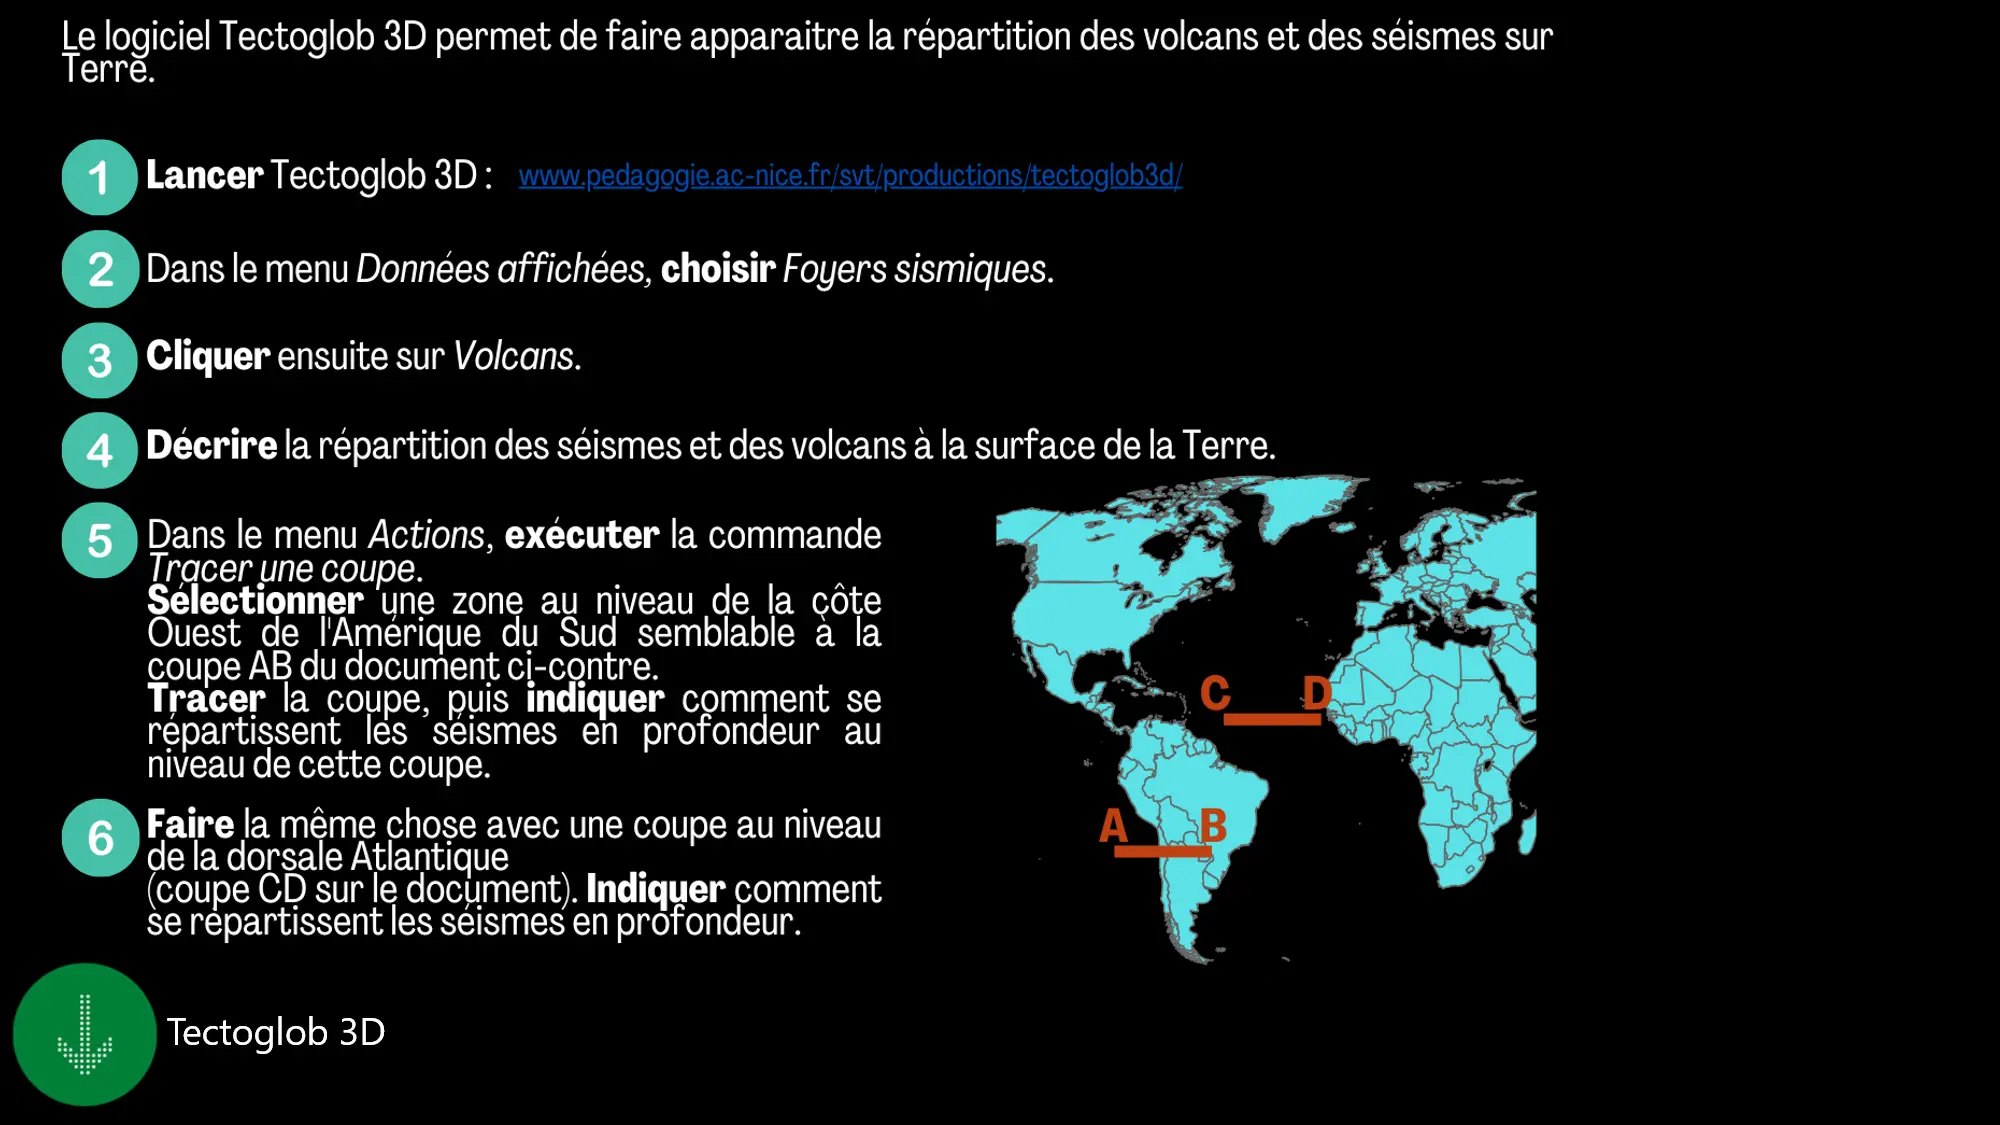 Le logiciel Tectoglob 3D permet de faire apparaitre la répartition des volcans et des séismes sur
Terre.
1 Lancer Tectoglob 3D : www.pedagogie.ac-nice.fr/svt/productions/tectoglob3d/
2 Dans le menu Données affichées, choisir Foyers sismiques.
3 Cliquer ensuite sur Volcans.
4 Décrire la répartition des séismes et des volcans à la surface de la Terre.
5 Dans le menu Actions, exécuter la commande
Tracer une coupe.
Sélectionner une zone au niveau de la côte
Ouest de l'Amérique du Sud semblable à la
coupe AB du document ci-contre.
Tracer la coupe, puis indiquer comment se
répartissent les séismes en profondeur au
niveau de cette coupe.
6 Faire la même chose avec une coupe au niveau
de la dorsale Atlantique
(coupe CD sur le document). Indiquer comment
se répartissent les séismes en profondeur.
C D
A B
Tectoglob 3D